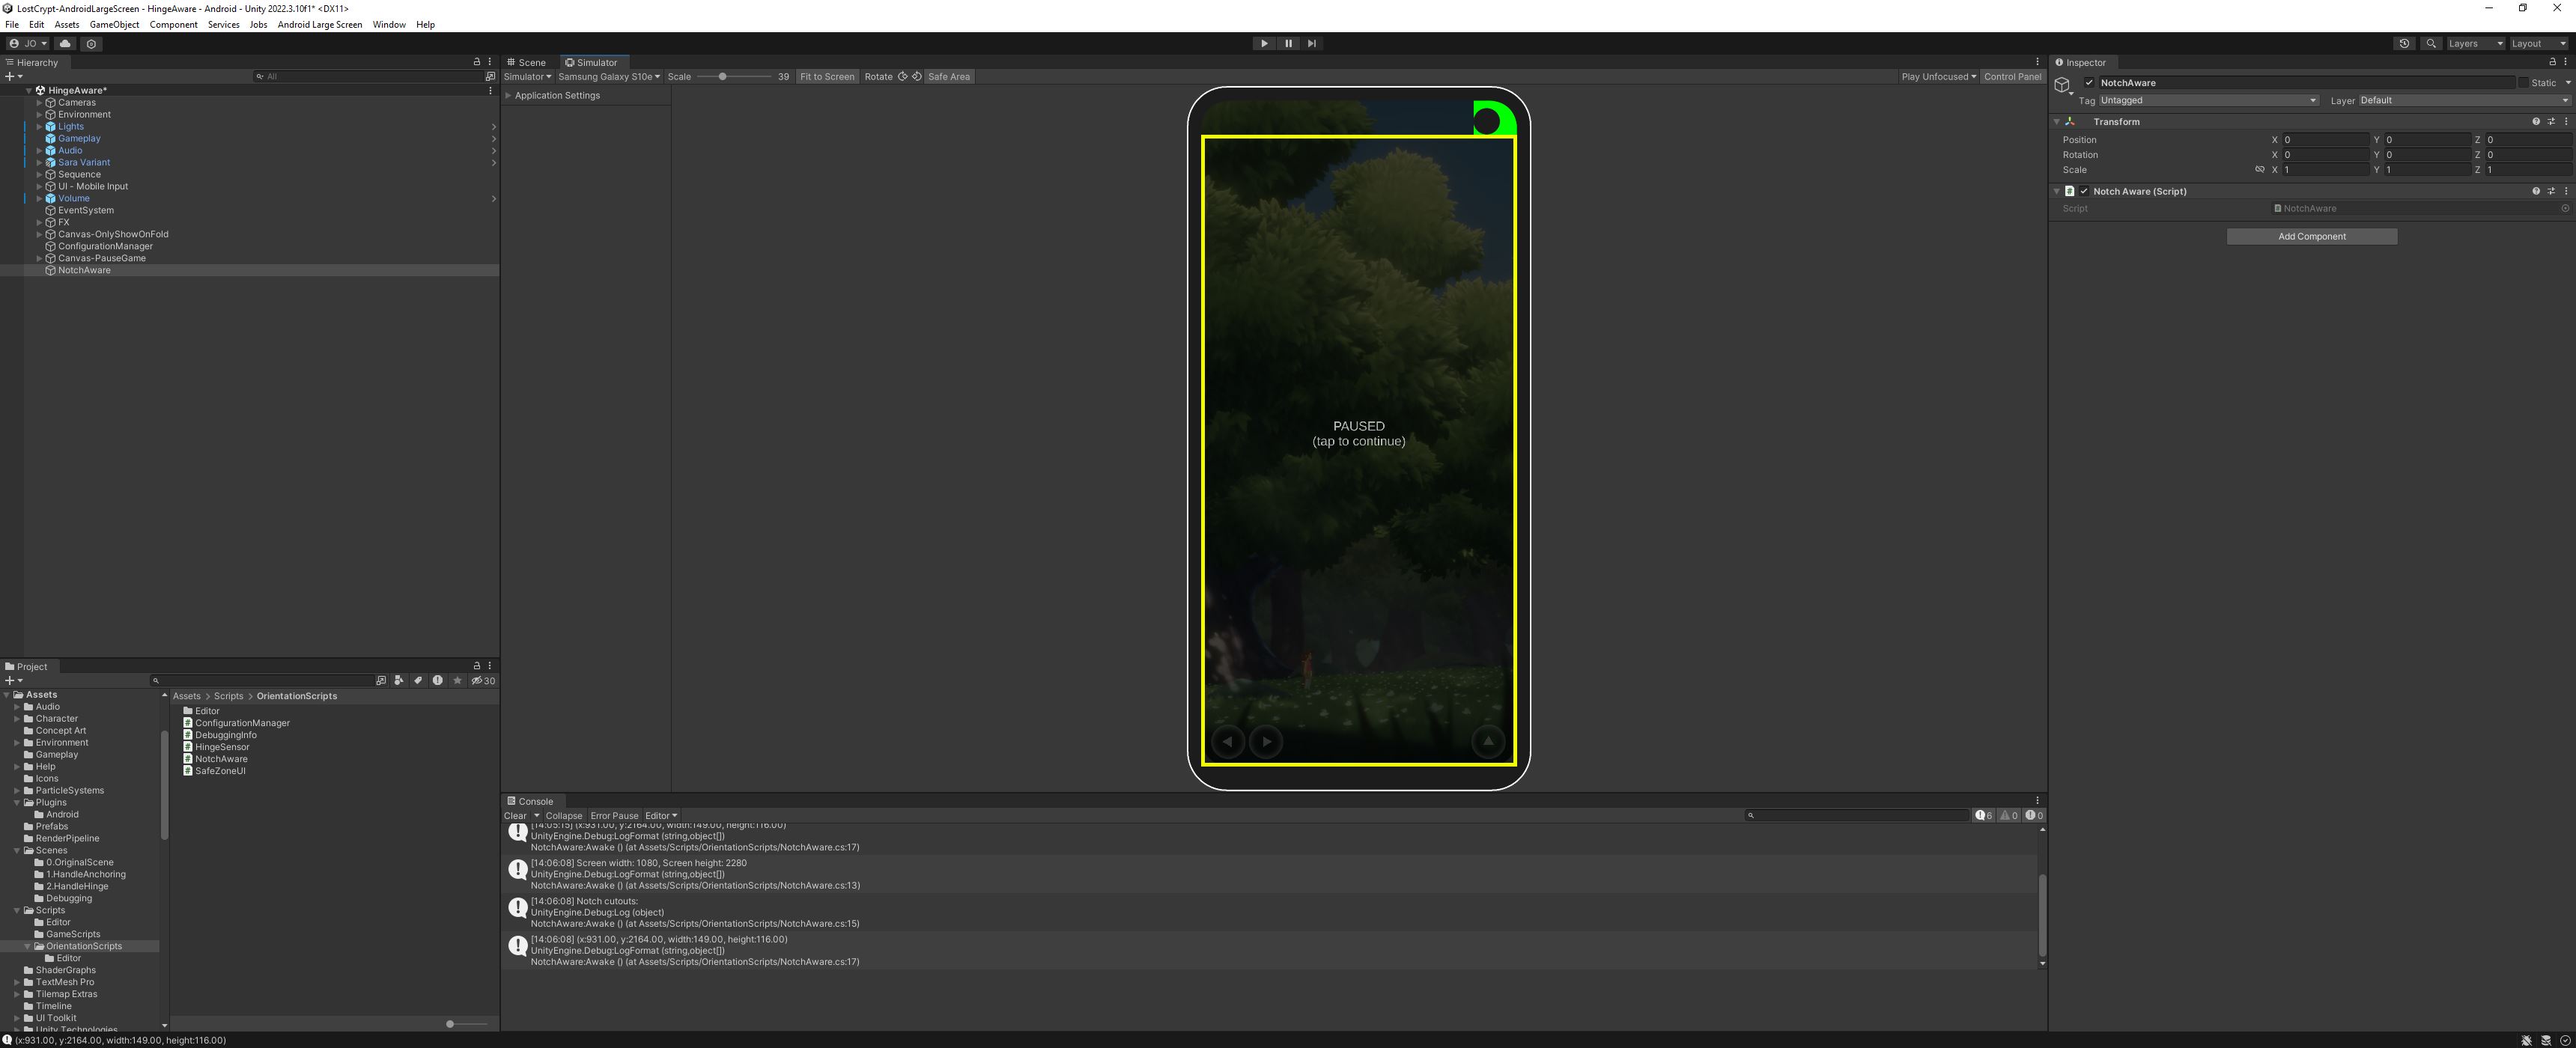 LostCrypt-AndroidLargeScreen - HingeAware - Android - Unity 2022.3.10f1* <DX11>
File Edit Assets GameObject Component Services Jobs Android Large Screen Window Help
JO
Layers Layout
Hierarchy
All
HingeAware*
Cameras
Environment
Lights
Gameplay
Audio
Sara Variant
Sequence
UI - Mobile Input
Volume
EventSystem
FX
Canvas-OnlyShowOnFold
ConfigurationManager
Canvas-PauseGame
NotchAware
Scene Simulator
Simulator Samsung Galaxy S10e Scale 39 Fit to Screen Rotate Safe Area Play Unfocused Control Panel
Application Settings
PAUSED
(tap to continue)
Inspector
NotchAware Static
Tag Untagged Layer Default
Transform
Position X 0 Y 0 Z 0
Rotation X 0 Y 0 Z 0
Scale X 1 Y 1 Z 1
# Notch Aware (Script)
Script NotchAware
Add Component
Project
30
Assets
Audio
Character
Concept Art
Environment
Gameplay
Help
Icons
ParticleSystems
Plugins
Android
Prefabs
RenderPipeline
Scenes
0.OriginalScene
1.HandleAnchoring
2.HandleHinge
Debugging
Scripts
Editor
GameScripts
OrientationScripts
Editor
ShaderGraphs
TextMesh Pro
Tilemap Extras
Timeline
UI Toolkit
Unity Technologies
Assets > Scripts > OrientationScripts
Editor
# ConfigurationManager
# DebuggingInfo
# HingeSensor
# NotchAware
# SafeZoneUI
Console
Clear Collapse Error Pause Editor 6 0 0
[14:05:15] (x:931.00, y:2164.00, width:149.00, height:116.00)
UnityEngine.Debug:LogFormat (string,object[])
NotchAware:Awake () (at Assets/Scripts/OrientationScripts/NotchAware.cs:17)
[14:06:08] Screen width: 1080, Screen height: 2280
UnityEngine.Debug:LogFormat (string,object[])
NotchAware:Awake () (at Assets/Scripts/OrientationScripts/NotchAware.cs:13)
[14:06:08] Notch cutouts:
UnityEngine.Debug:Log (object)
NotchAware:Awake () (at Assets/Scripts/OrientationScripts/NotchAware.cs:15)
[14:06:08] (x:931.00, y:2164.00, width:149.00, height:116.00)
UnityEngine.Debug:LogFormat (string,object[])
NotchAware:Awake () (at Assets/Scripts/OrientationScripts/NotchAware.cs:17)
(x:931.00, y:2164.00, width:149.00, height:116.00)